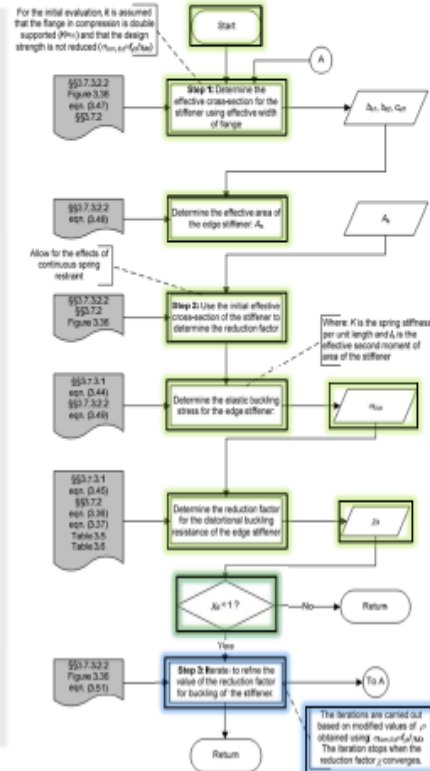 For the initial evaluation, it is assumed
that the flange in compression is double
supported
and that the design
strength is not reduced
Start
A
§§3.7.3.2.2
Figure 3.36
eqn. (3.47)
§§3.7.2
Step 1: Determine the
effective cross-section for the
stiffener using effective width
of flange
§§3.7.3.2.2
eqn. (3.48)
Determine the effective area of
the edge stiffener: As
As
Allow for the effects of
continuous spring
restraint
§§3.7.3.2.2
§§3.7.2
Figure 3.36
Step 2: Use the initial effective
cross-section of the stiffener to
determine the reduction factor
Where: K is the spring stiffness
per unit length and Is is the
effective second moment of
area of the stiffener
§§3.7.3.1
eqn. (3.44)
§§3.7.3.2.2
eqn. (3.49)
Determine the elastic buckling
stress for the edge stiffener:
§§3.7.3.1
eqn. (3.45)
§§3.7.2
eqn. (3.36)
eqn. (3.37)
Table 3.5
Table 3.6
Determine the reduction factor
for the distortional buckling
resistance of the edge stiffener
χd
χd<1 ?
No
Return
Yes
§§3.7.3.2.2
Figure 3.36
eqn. (3.51)
Step 3: Iterate to refine the
value of the reduction factor
for buckling of the stiffener.
To A
The iterations are carried out
based on modified values of ρ
obtained using:
The iteration stops when the
reduction factor χ converges.
Return